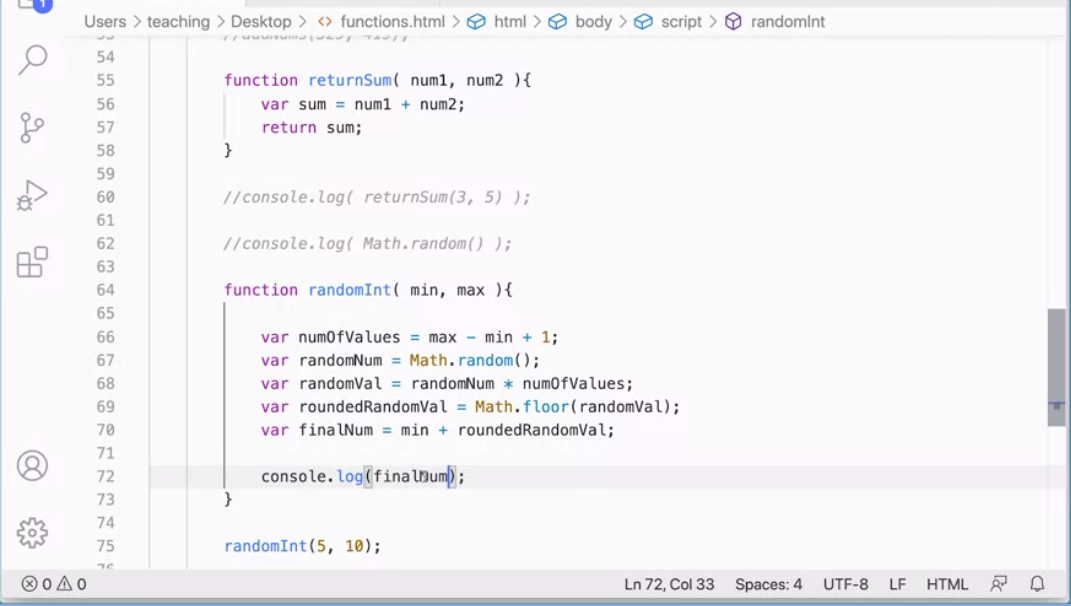 1
Users > teaching > Desktop > <> functions.html > html > body > script > randomInt
53 //addNums(329, 419);
54
55 function returnSum( num1, num2 ){
56 var sum = num1 + num2;
57 return sum;
58 }
59
60 //console.log( returnSum(3, 5) );
61
62 //console.log( Math.random() );
63
64 function randomInt( min, max ){
65
66 var numOfValues = max - min + 1;
67 var randomNum = Math.random();
68 var randomVal = randomNum * numOfValues;
69 var roundedRandomVal = Math.floor(randomVal);
70 var finalNum = min + roundedRandomVal;
71
72 console.log(finalNum);
73 }
74
75 randomInt(5, 10);
76
0 0 Ln 72, Col 33 Spaces: 4 UTF-8 LF HTML